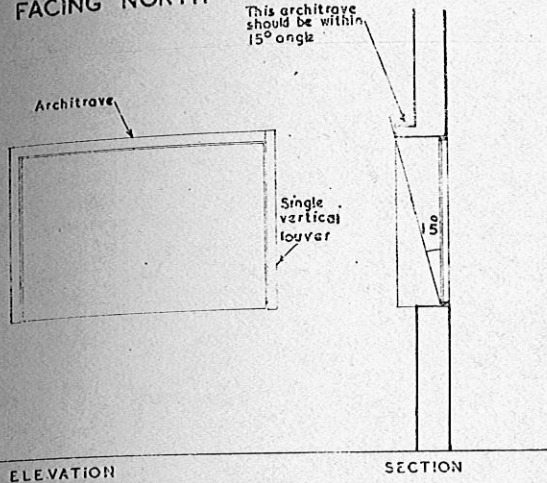 FACING NORTH
This architrave
should be within
15° angle
Architrave
Single
vertical
louver
15°
ELEVATION
SECTION